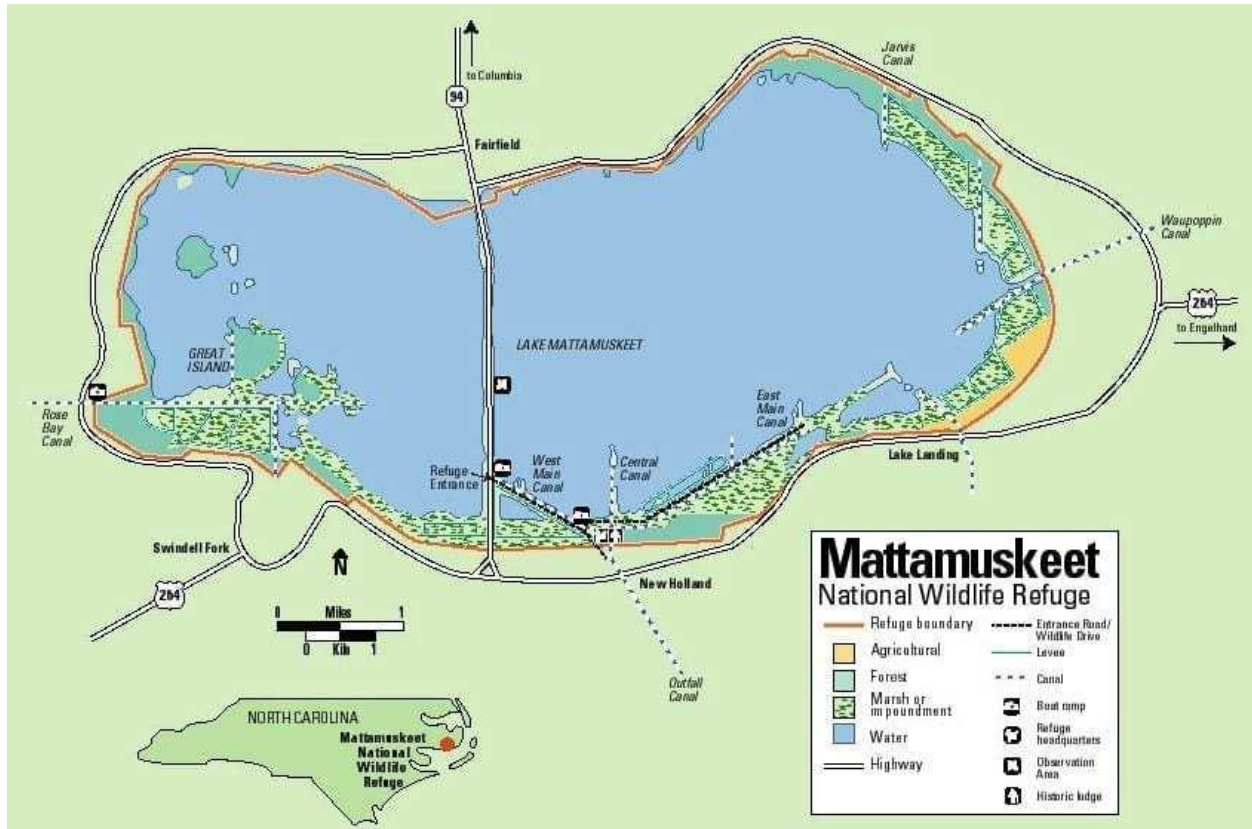 Jarvis
Canal
to Columbia
94
Fairfield
Waupoppin
Canal
264
to Engelhard
LAKE MATTAMUSKEET
GREAT
ISLAND
Rose
Bay
Canal
East
Main
Canal
Refuge
Entrance
West
Main
Canal
Central
Canal
Lake Landing
Swindell Fork
N
New Holland
264
0 Miles 1
0 Kilo 1
Outfall
Canal
NORTH CAROLINA
Mattamuskeet
National
Wildlife
Refuge
Mattamuskeet
National Wildlife Refuge
Refuge boundary
Agricultural
Forest
Marsh or
impoundment
Water
Highway
Entrance Road/
Wildlife Drive
Levee
Canal
Boat ramp
Refuge
headquarters
Observation
Area
Historic lodge